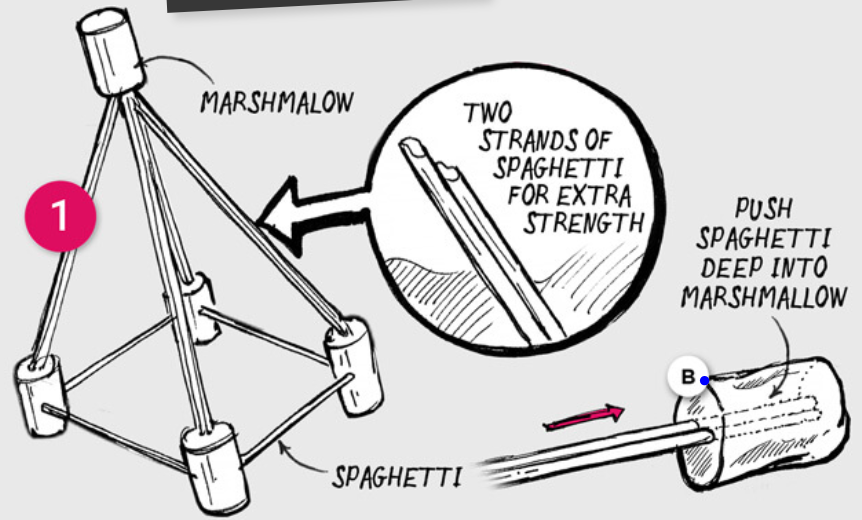 MARSHMALOW
TWO
STRANDS OF
SPAGHETTI
FOR EXTRA
STRENGTH
1
PUSH
SPAGHETTI
DEEP INTO
MARSHMALLOW
B
SPAGHETTI